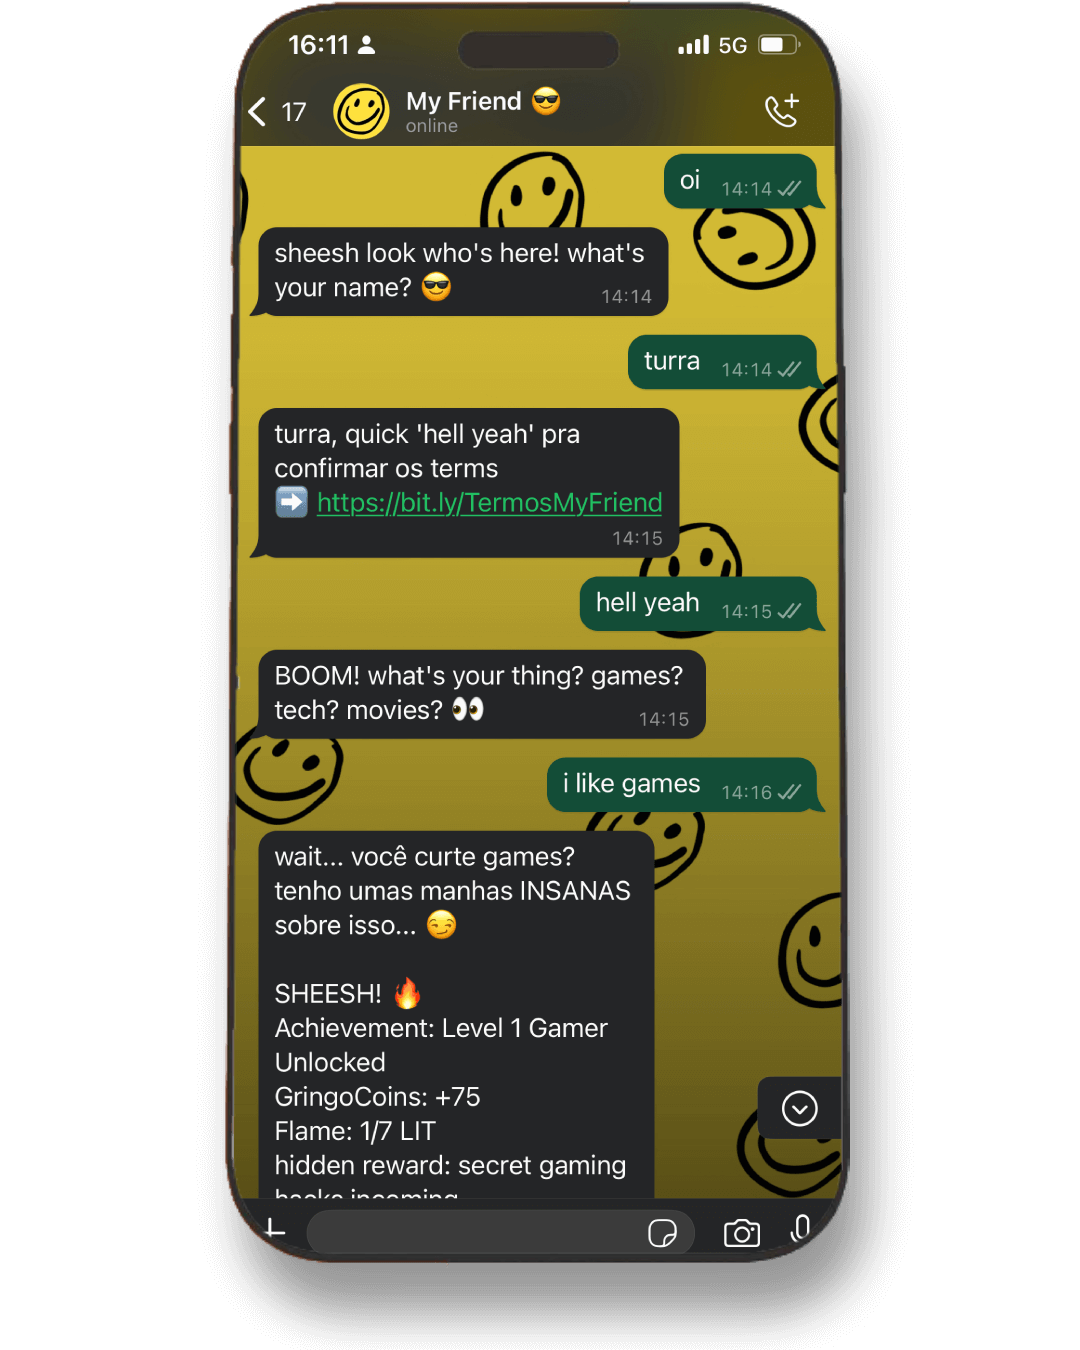 16:11
5G
17
My Friend 😎
online
oi 14:14
sheesh look who's here! what's
your name? 😎
14:14
turra 14:14
turra, quick 'hell yeah' pra
confirmar os terms
➡️ https://bit.ly/TermosMyFriend
14:15
hell yeah 14:15
BOOM! what's your thing? games?
tech? movies? 👀
14:15
i like games 14:16
wait... você curte games?
tenho umas manhas INSANAS
sobre isso... 😏
SHEESH! 🔥
Achievement: Level 1 Gamer
Unlocked
GringoCoins: +75
Flame: 1/7 LIT
hidden reward: secret gaming
hacks incoming